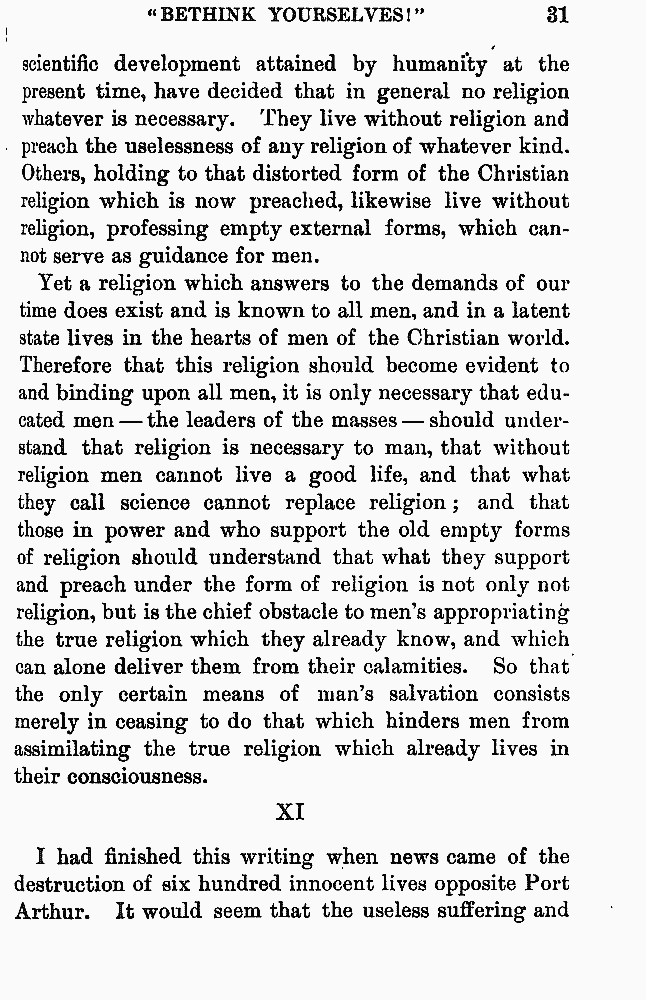 "BETHINK YOURSELVES!" 31
scientific development attained by humanity at the
present time, have decided that in general no religion
whatever is necessary. They live without religion and
preach the uselessness of any religion of whatever kind.
Others, holding to that distorted form of the Christian
religion which is now preached, likewise live without
religion, professing empty external forms, which can-
not serve as guidance for men.
Yet a religion which answers to the demands of our
time does exist and is known to all men, and in a latent
state lives in the hearts of men of the Christian world.
Therefore that this religion should become evident to
and binding upon all men, it is only necessary that edu-
cated men — the leaders of the masses — should under-
stand that religion is necessary to man, that without
religion men cannot live a good life, and that what
they call science cannot replace religion; and that
those in power and who support the old empty forms
of religion should understand that what they support
and preach under the form of religion is not only not
religion, but is the chief obstacle to men's appropriating
the true religion which they already know, and which
can alone deliver them from their calamities. So that
the only certain means of man's salvation consists
merely in ceasing to do that which hinders men from
assimilating the true religion which already lives in
their consciousness.
XI
I had finished this writing when news came of the
destruction of six hundred innocent lives opposite Port
Arthur. It would seem that the useless suffering and